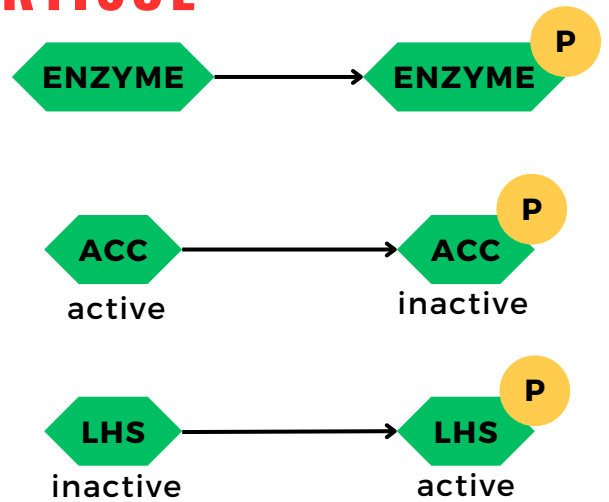 P
ENZYME ENZYME
P
ACC ACC
active inactive
P
LHS LHS
inactive active